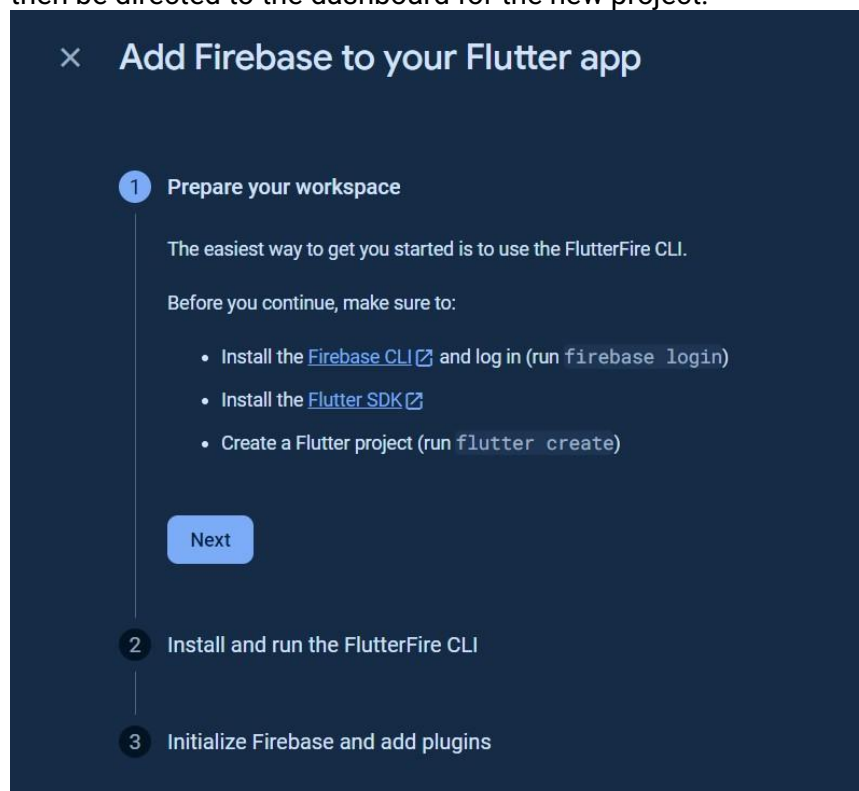 then be directed to the dashboard for the new project.
Add Firebase to your Flutter app
1 Prepare your workspace
The easiest way to get you started is to use the FlutterFire CLI.
Before you continue, make sure to:
• Install the Firebase CLI and log in (run firebase login)
• Install the Flutter SDK
• Create a Flutter project (run flutter create)
Next
2 Install and run the FlutterFire CLI
3 Initialize Firebase and add plugins